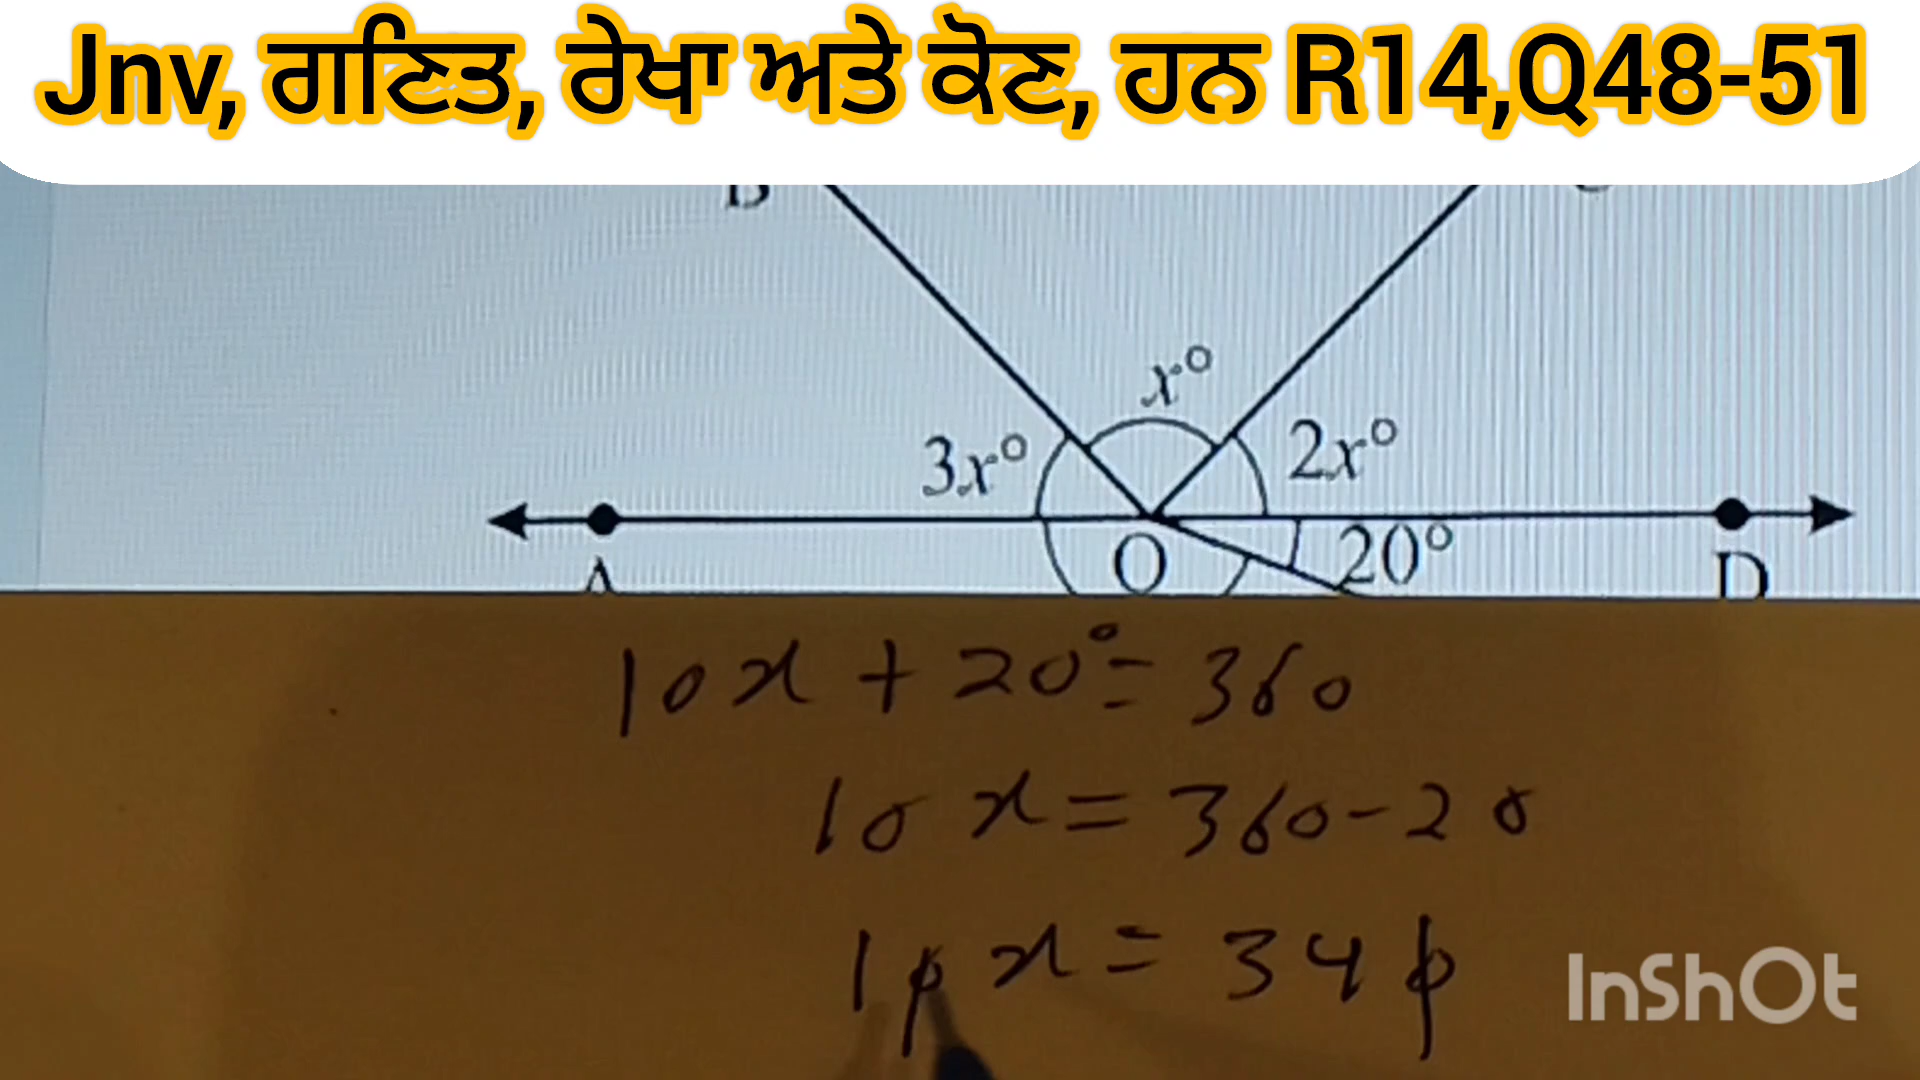 Jnv, ਗਣਿਤ, ਰੇਖਾ ਅਤੇ ਕੋਣ, ਹਨ R14,Q48-51
B
x°
3x° 2x°
O 20°
A D
10x + 20° = 360
10x = 360 - 20
10x = 340
InShOt